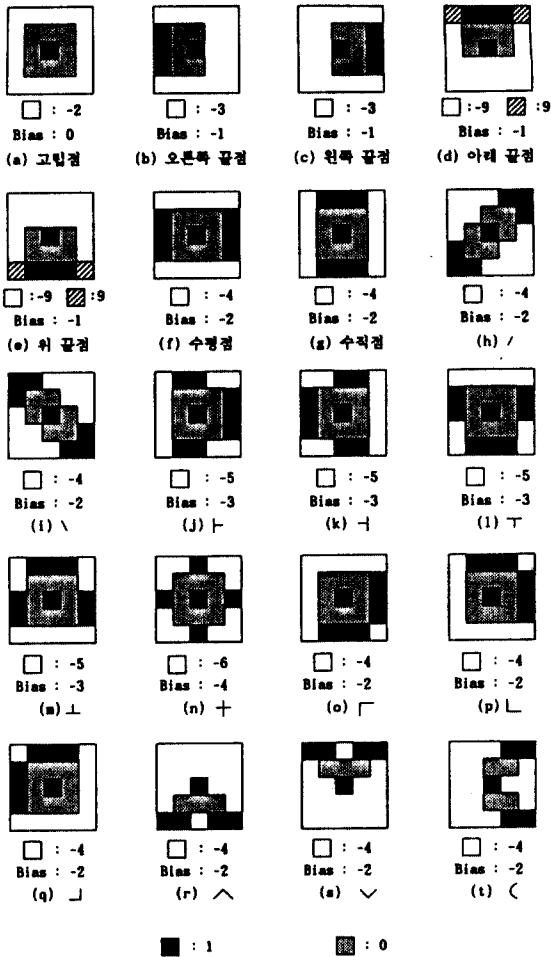 □ : -2 □ : -3 □ : -3 □:-9 ▨ :9
Bias : 0 Bias : -1 Bias : -1 Bias : -1
(a) 고립점 (b) 오른쪽 끝점 (c) 왼쪽 끝점 (d) 아래 끝점
□:-9 ▨:9 □ : -4 □ : -4 □ : -4
Bias : -1 Bias : -2 Bias : -2 Bias : -2
(e) 위 끝점 (f) 수평점 (g) 수직점 (h) /
□ : -4 □ : -5 □ : -5 □ : -5
Bias : -2 Bias : -3 Bias : -3 Bias : -3
(i) \ (j) ├ (k) ┤ (l) ┬
□ : -5 □ : -6 □ : -4 □ : -4
Bias : -3 Bias : -4 Bias : -2 Bias : -2
(m) ┴ (n) ┼ (o) ┌ (p) └
□ : -4 □ : -4 □ : -4 □ : -4
Bias : -2 Bias : -2 Bias : -2 Bias : -2
(q) ┘ (r) ∧ (s) ∨ (t) (
■ : 1 ▩ : 0